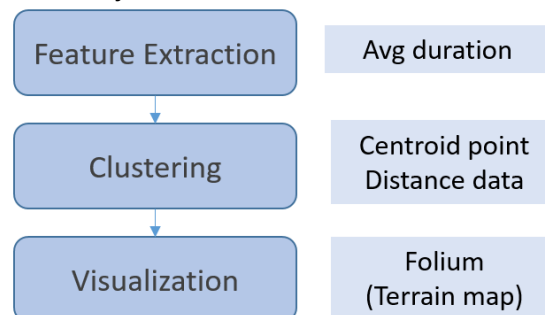 Feature Extraction
Avg duration
Clustering
Centroid point
Distance data
Visualization
Folium
(Terrain map)